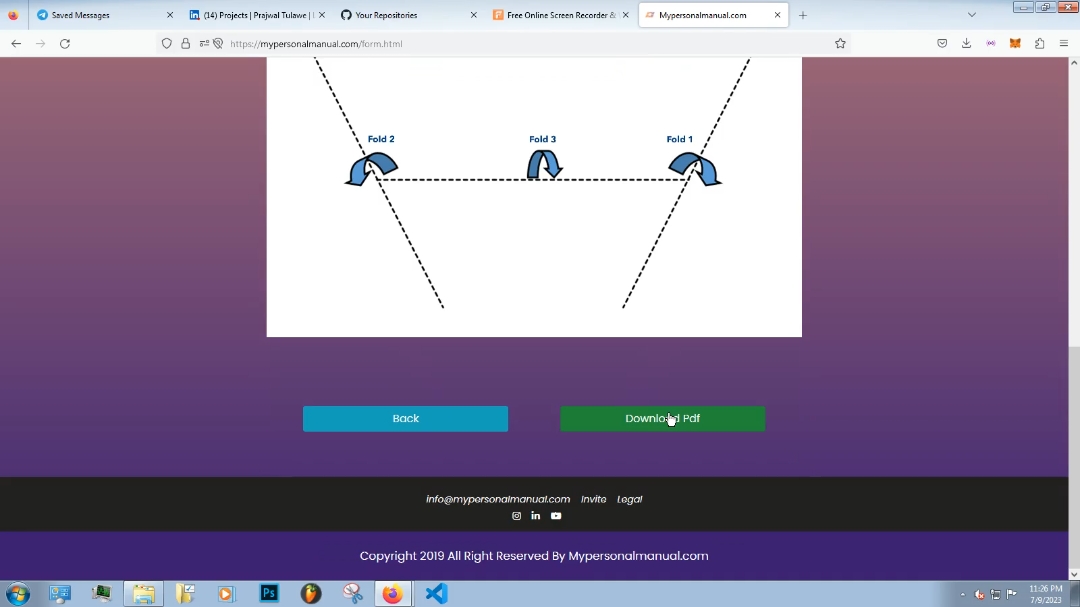 Saved Messages
(14) Projects | Prajwal Tulawe | L
Your Repositories
Free Online Screen Recorder &
Mypersonalmanual.com
https://mypersonalmanual.com/form.html
Fold 2
Fold 3
Fold 1
Back
Download Pdf
info@mypersonalmanual.com Invite Legal
Copyright 2019 All Right Reserved By Mypersonalmanual.com
Ps
11:26 PM
7/9/2023